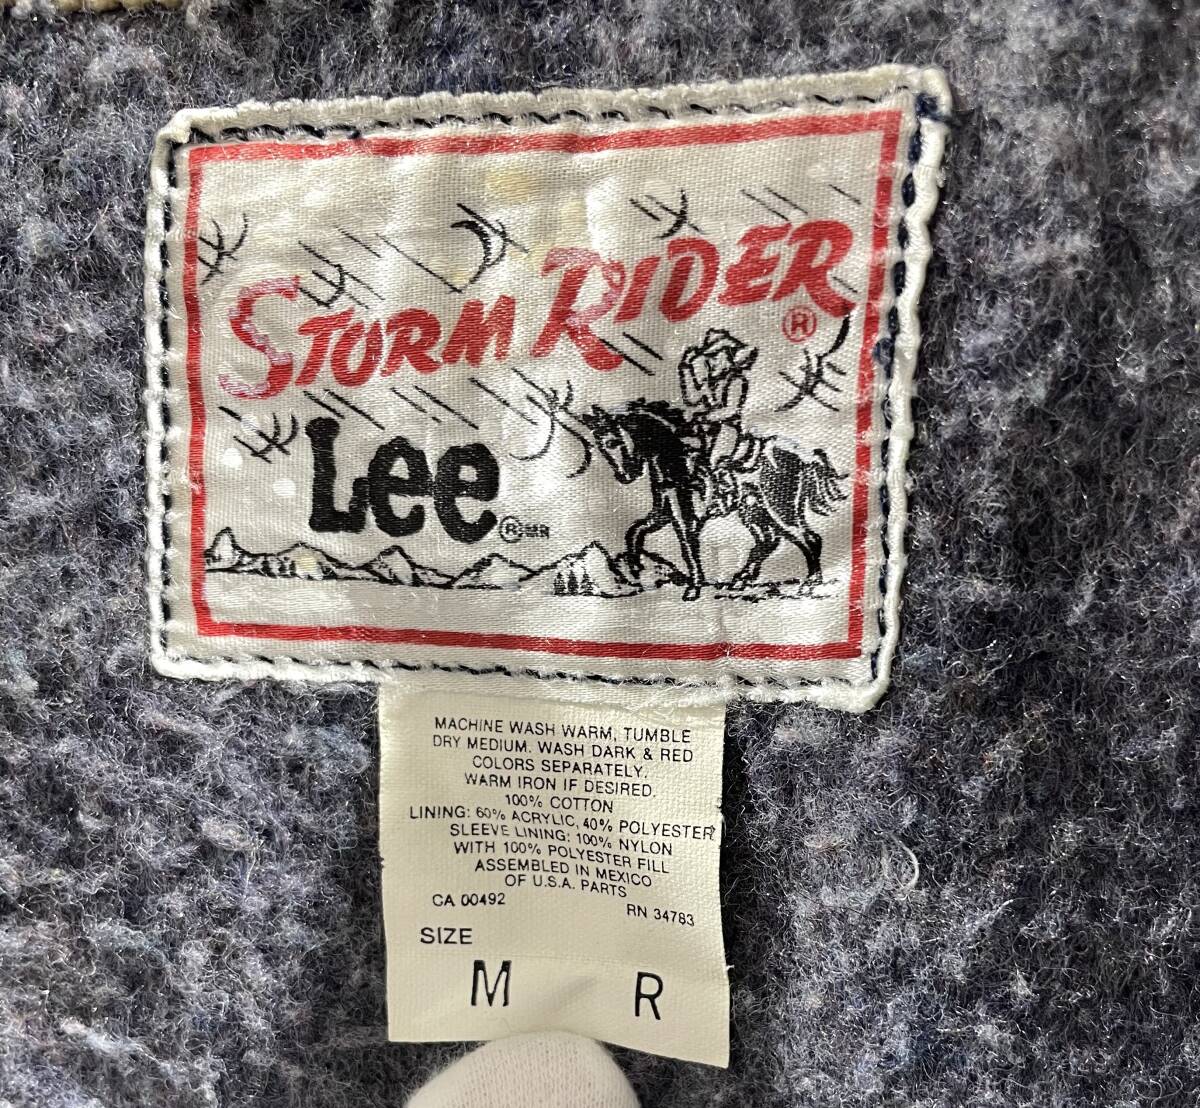 STORM RIDER ®
Lee ® MR
MACHINE WASH WARM, TUMBLE
DRY MEDIUM. WASH DARK & RED
COLORS SEPARATELY.
WARM IRON IF DESIRED.
100% COTTON
LINING: 60% ACRYLIC, 40% POLYESTER
SLEEVE LINING: 100% NYLON
WITH 100% POLYESTER FILL
ASSEMBLED IN MEXICO
OF U.S.A. PARTS
CA 00492 RN 34783
SIZE
M R